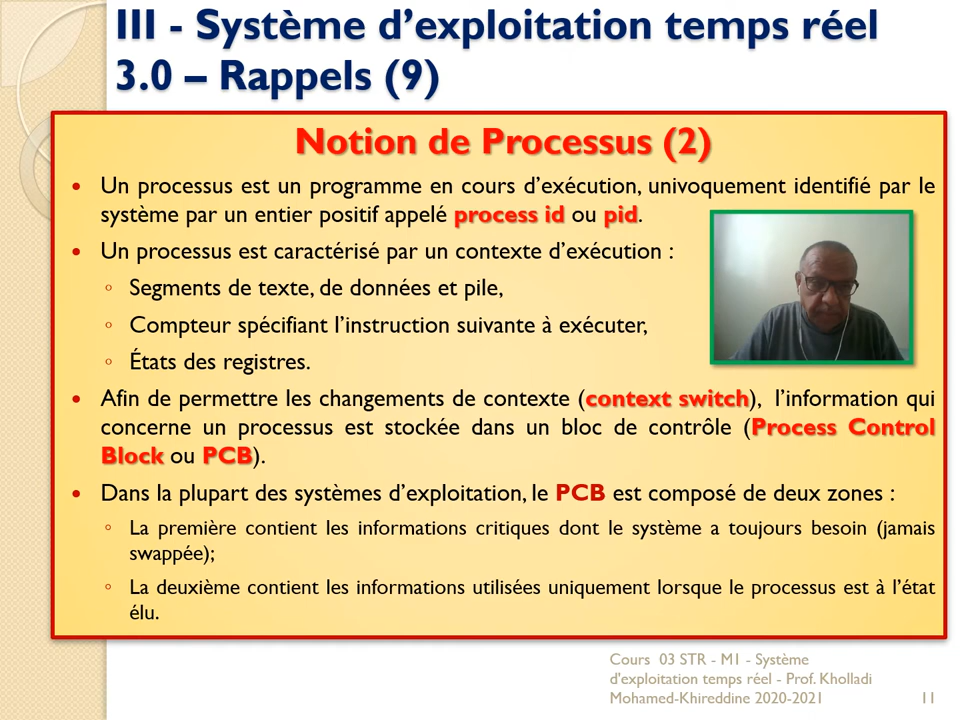 III - Système d'exploitation temps réel
3.0 – Rappels (9)
Notion de Processus (2)
• Un processus est un programme en cours d'exécution, univoquement identifié par le
système par un entier positif appelé process id ou pid.
• Un processus est caractérisé par un contexte d'exécution :
◦ Segments de texte, de données et pile,
◦ Compteur spécifiant l'instruction suivante à exécuter,
◦ États des registres.
• Afin de permettre les changements de contexte (context switch), l'information qui
concerne un processus est stockée dans un bloc de contrôle (Process Control
Block ou PCB).
• Dans la plupart des systèmes d'exploitation, le PCB est composé de deux zones :
◦ La première contient les informations critiques dont le système a toujours besoin (jamais
swappée);
◦ La deuxième contient les informations utilisées uniquement lorsque le processus est à l'état
élu.
Cours 03 STR - M1 - Système
d'exploitation temps réel - Prof. Kholladi
Mohamed-Khireddine 2020-2021
11